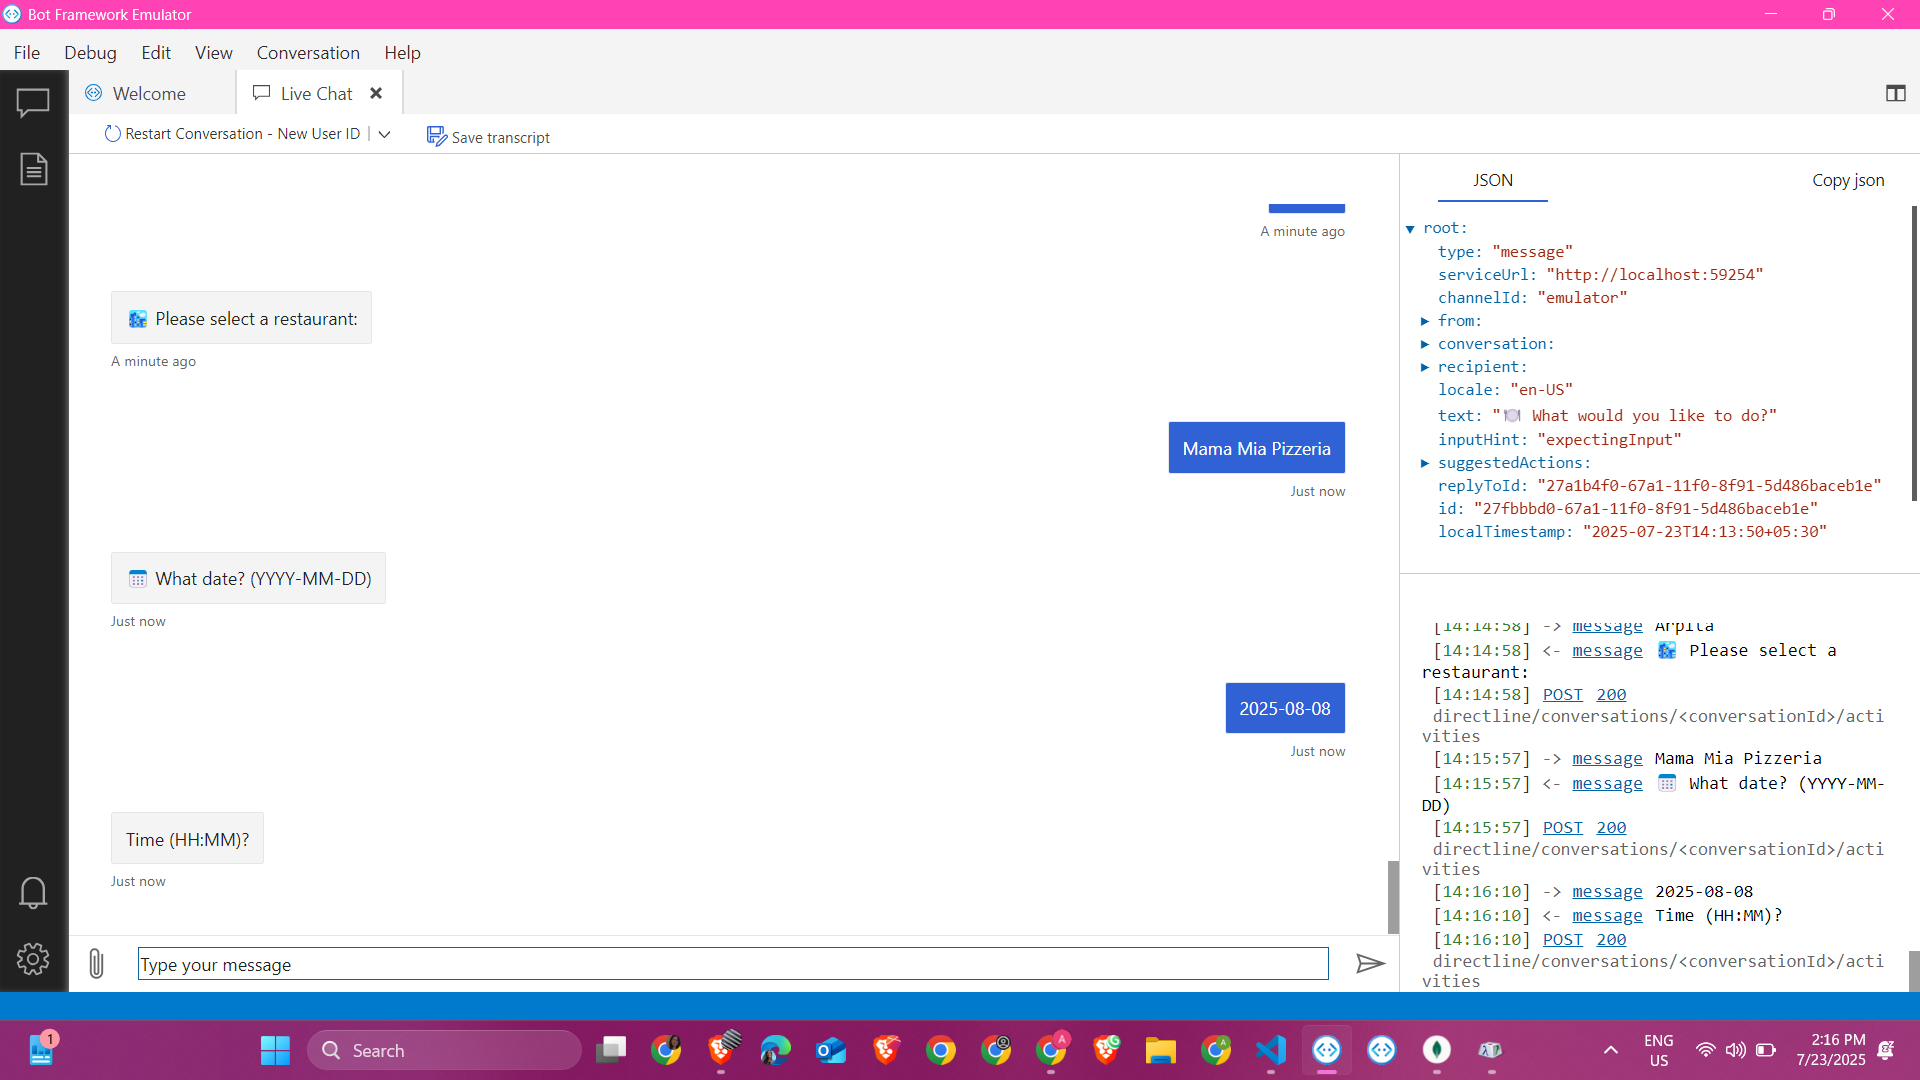 Bot Framework Emulator
File Debug Edit View Conversation Help
Welcome
Live Chat
Restart Conversation - New User ID
Save transcript
A minute ago
Please select a restaurant:
A minute ago
Mama Mia Pizzeria
Just now
What date? (YYYY-MM-DD)
Just now
2025-08-08
Just now
Time (HH:MM)?
Just now
Type your message
JSON
Copy json
root:
type: "message"
serviceUrl: "http://localhost:59254"
channelId: "emulator"
from:
conversation:
recipient:
locale: "en-US"
text: "🍽️ What would you like to do?"
inputHint: "expectingInput"
suggestedActions:
replyToId: "27a1b4f0-67a1-11f0-8f91-5d486baceb1e"
id: "27fbbbd0-67a1-11f0-8f91-5d486baceb1e"
localTimestamp: "2025-07-23T14:13:50+05:30"
[14:14:58] -> message Arpita
[14:14:58] <- message 🏙️ Please select a
restaurant:
[14:14:58] POST 200
directline/conversations/<conversationId>/acti
vities
[14:15:57] -> message Mama Mia Pizzeria
[14:15:57] <- message 📅 What date? (YYYY-MM-
DD)
[14:15:57] POST 200
directline/conversations/<conversationId>/acti
vities
[14:16:10] -> message 2025-08-08
[14:16:10] <- message Time (HH:MM)?
[14:16:10] POST 200
directline/conversations/<conversationId>/acti
vities
1
Search
A
G
A
ENG
US
2:16 PM
7/23/2025